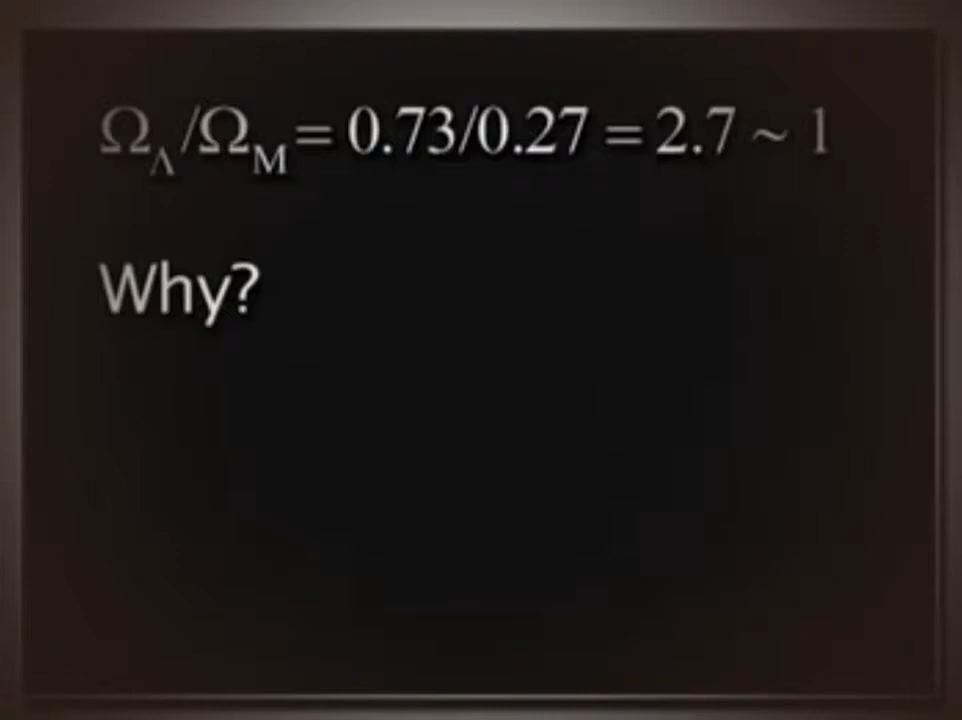 Ω_Λ/Ω_M = 0.73/0.27 = 2.7 ~ 1
Why?